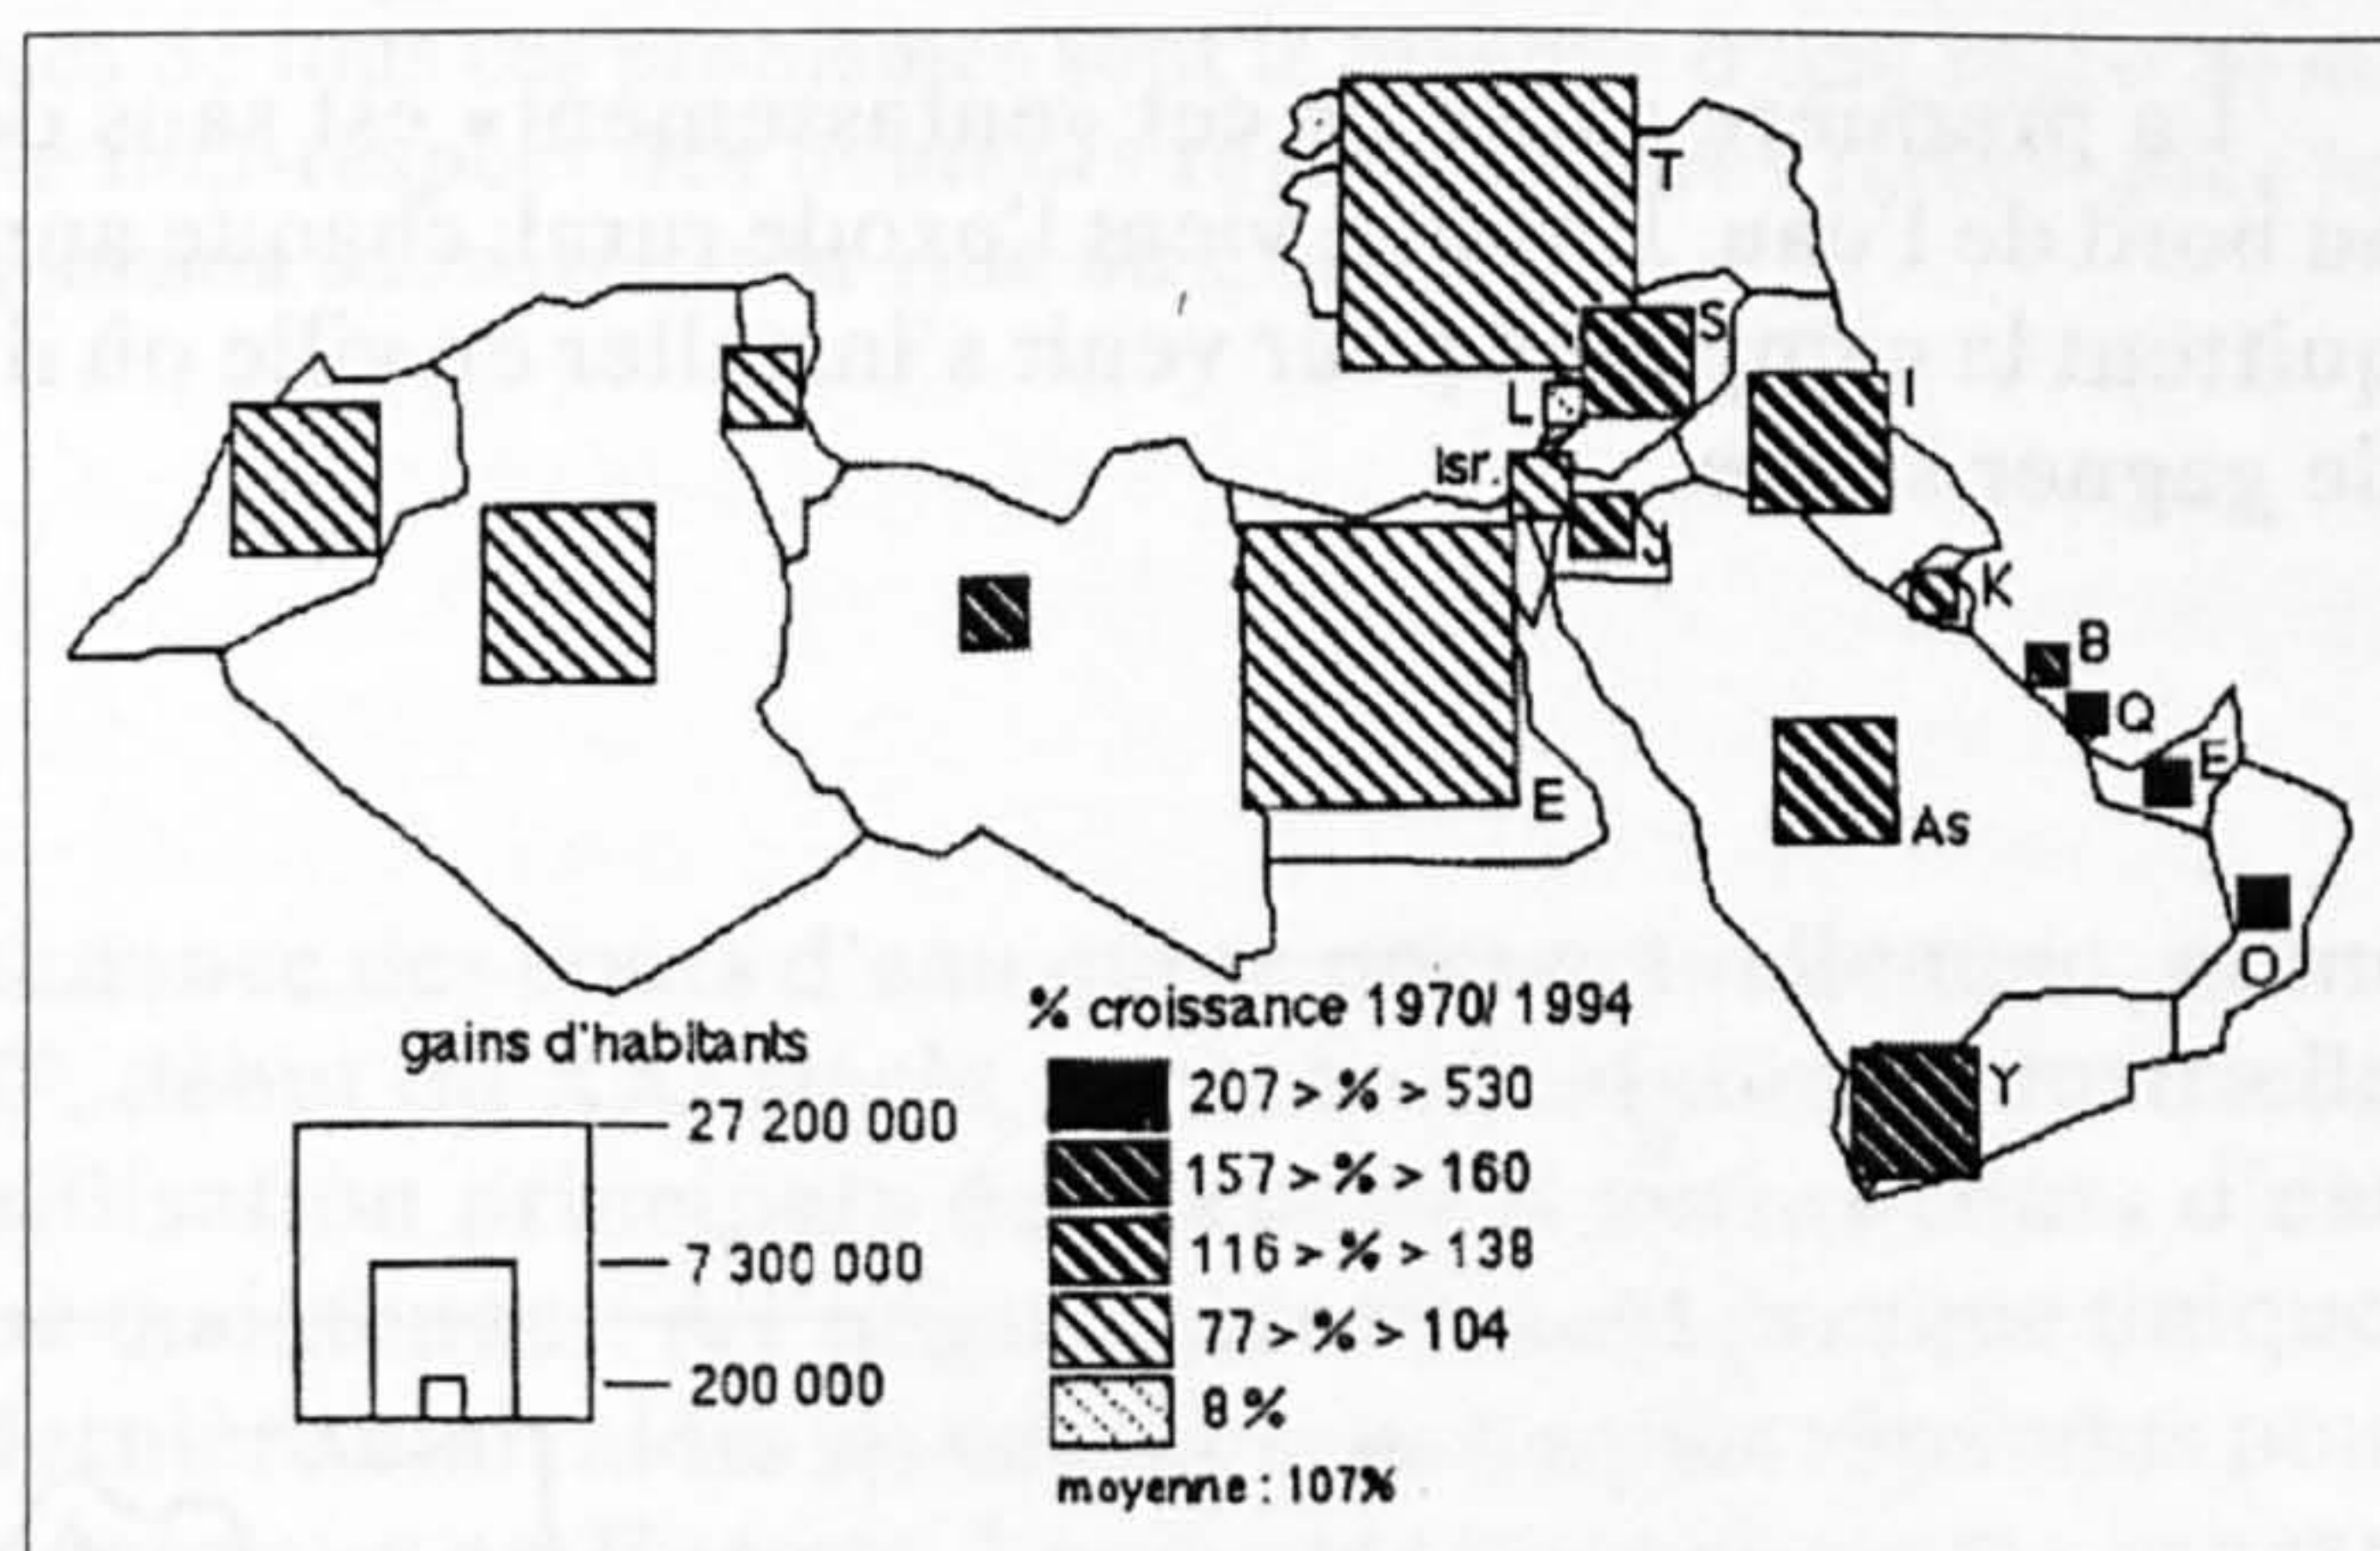 T
S
L
I
Isr.
J
K
B
Q
E
E
As
O
Y
gains d'habitants
27 200 000
7 300 000
200 000
% croissance 1970/ 1994
207 > % > 530
157 > % > 160
116 > % > 138
77 > % > 104
8 %
moyenne : 107%